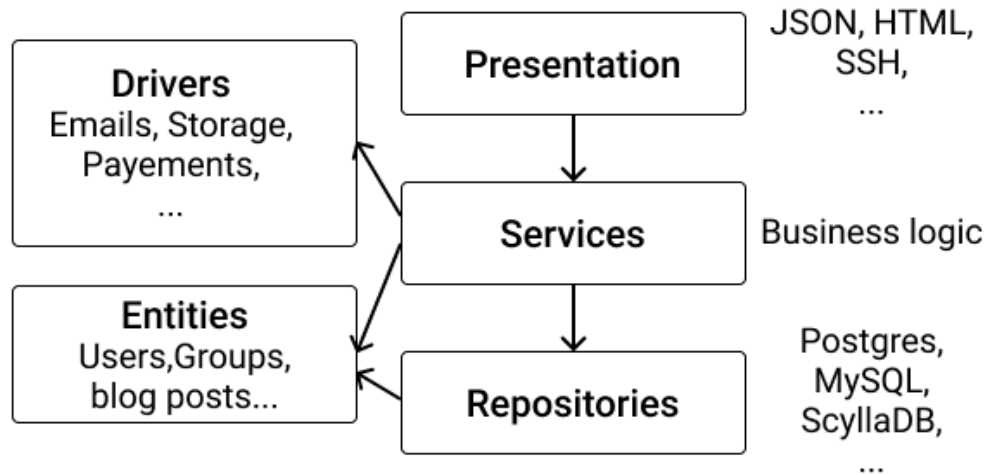 Drivers
Emails, Storage,
Payements,
...
Entities
Users,Groups,
blog posts...
Presentation
JSON, HTML,
SSH,
...
Services
Business logic
Repositories
Postgres,
MySQL,
ScyllaDB,
...